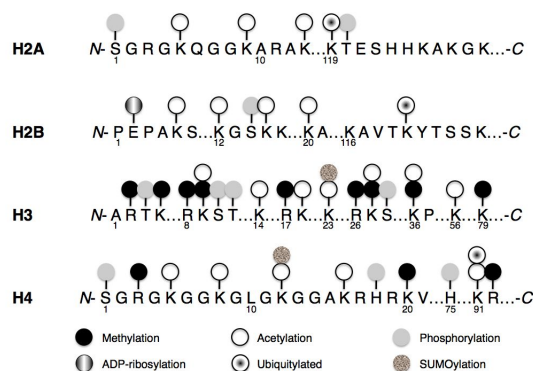 H2A N- S G R G K Q G G K A R A K...K T E S H H K A K G K...-C
1 10 119
H2B N- P E P A K S...K G S K K...K A...K A V T K Y T S S K...-C
1 12 20 116
H3 N- A R T K...R K S T...K...R K...K...R K S...K P...K...K...-C
1 8 14 17 23 26 36 56 79
H4 N- S G R G K G G K G L G K G G A K R H R K V...H...K R...-C
1 10 20 75 91
Methylation Acetylation Phosphorylation
ADP-ribosylation Ubiquitylated SUMOylation